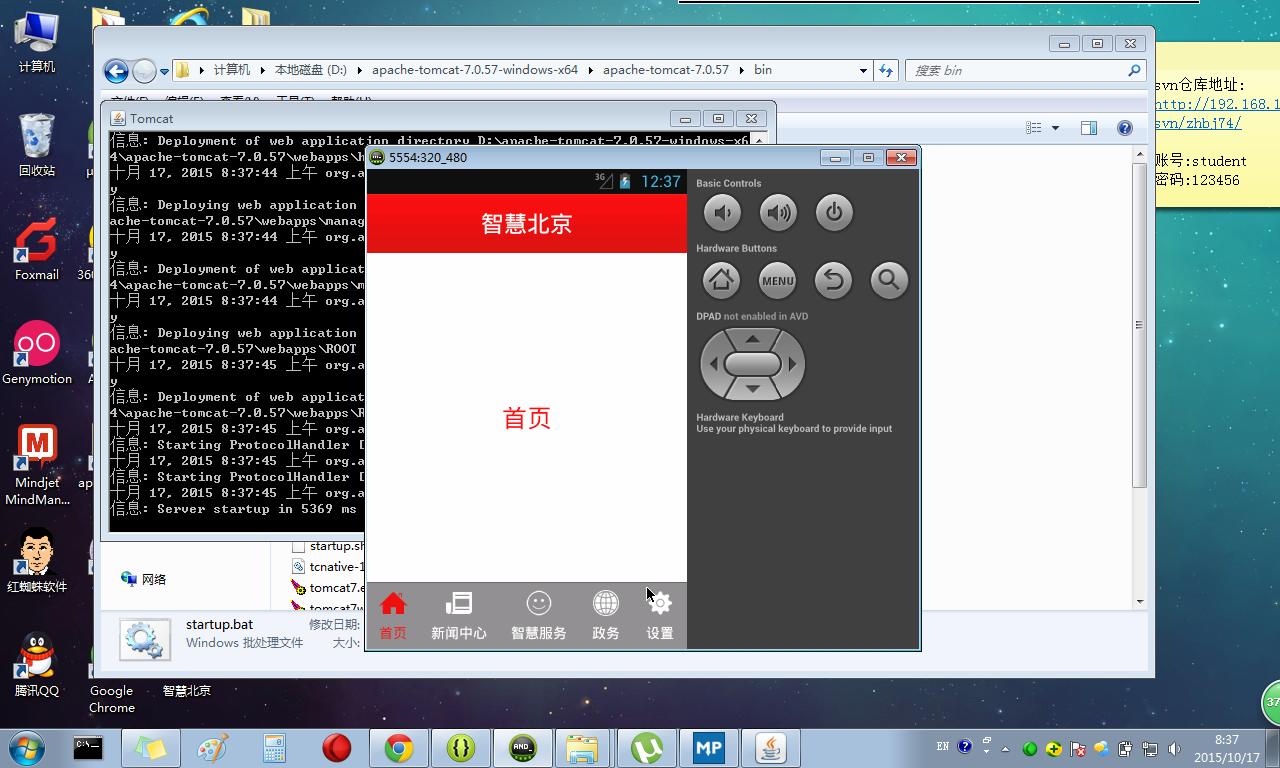 计算机
回收站
Foxmail
Genymotion
Mindjet
MindMan...
红蜘蛛软件
腾讯QQ
Google
Chrome
智慧北京
计算机 本地磁盘 (D:) apache-tomcat-7.0.57-windows-x64 apache-tomcat-7.0.57 bin
搜索 bin
Tomcat
信息: Deployment of web application directory D:\apache-tomcat-7.0.57-windows-x6
4\apache-tomcat-7.0.57\webapps\h
十月 17, 2015 8:37:44 上午 org.a
y
信息: Deploying web application
ache-tomcat-7.0.57\webapps\manag
十月 17, 2015 8:37:44 上午 org.a
y
信息: Deployment of web applicat
4\apache-tomcat-7.0.57\webapps\m
十月 17, 2015 8:37:44 上午 org.a
y
信息: Deploying web application
ache-tomcat-7.0.57\webapps\ROOT
十月 17, 2015 8:37:45 上午 org.a
y
信息: Deployment of web applicat
4\apache-tomcat-7.0.57\webapps\R
十月 17, 2015 8:37:45 上午 org.a
信息: Starting ProtocolHandler [
十月 17, 2015 8:37:45 上午 org.a
信息: Starting ProtocolHandler [
十月 17, 2015 8:37:45 上午 org.a
信息: Server startup in 5369 ms
startup.sh
tcnative-1
tomcat7.e
tomcat7w
网络
startup.bat 修改日期:
Windows 批处理文件 大小:
5554:320_480
3G 12:37
智慧北京
首页
首页 新闻中心 智慧服务 政务 设置
Basic Controls
Hardware Buttons
MENU
DPAD not enabled in AVD
Hardware Keyboard
Use your physical keyboard to provide input
svn仓库地址:
http://192.168.1
svn/zhbj74/
账号:student
密码:123456
37
C:\
AND
MP
EN
8:37
2015/10/17